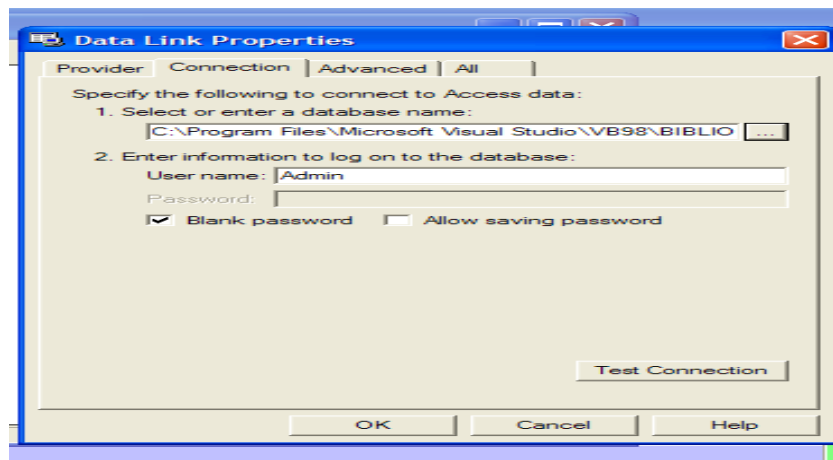 Data Link Properties
Provider Connection Advanced All
Specify the following to connect to Access data:
1. Select or enter a database name:
C:\Program Files\Microsoft Visual Studio\VB98\BIBLIO ...
2. Enter information to log on to the database:
User name: Admin
Password:
Blank password Allow saving password
Test Connection
OK Cancel Help